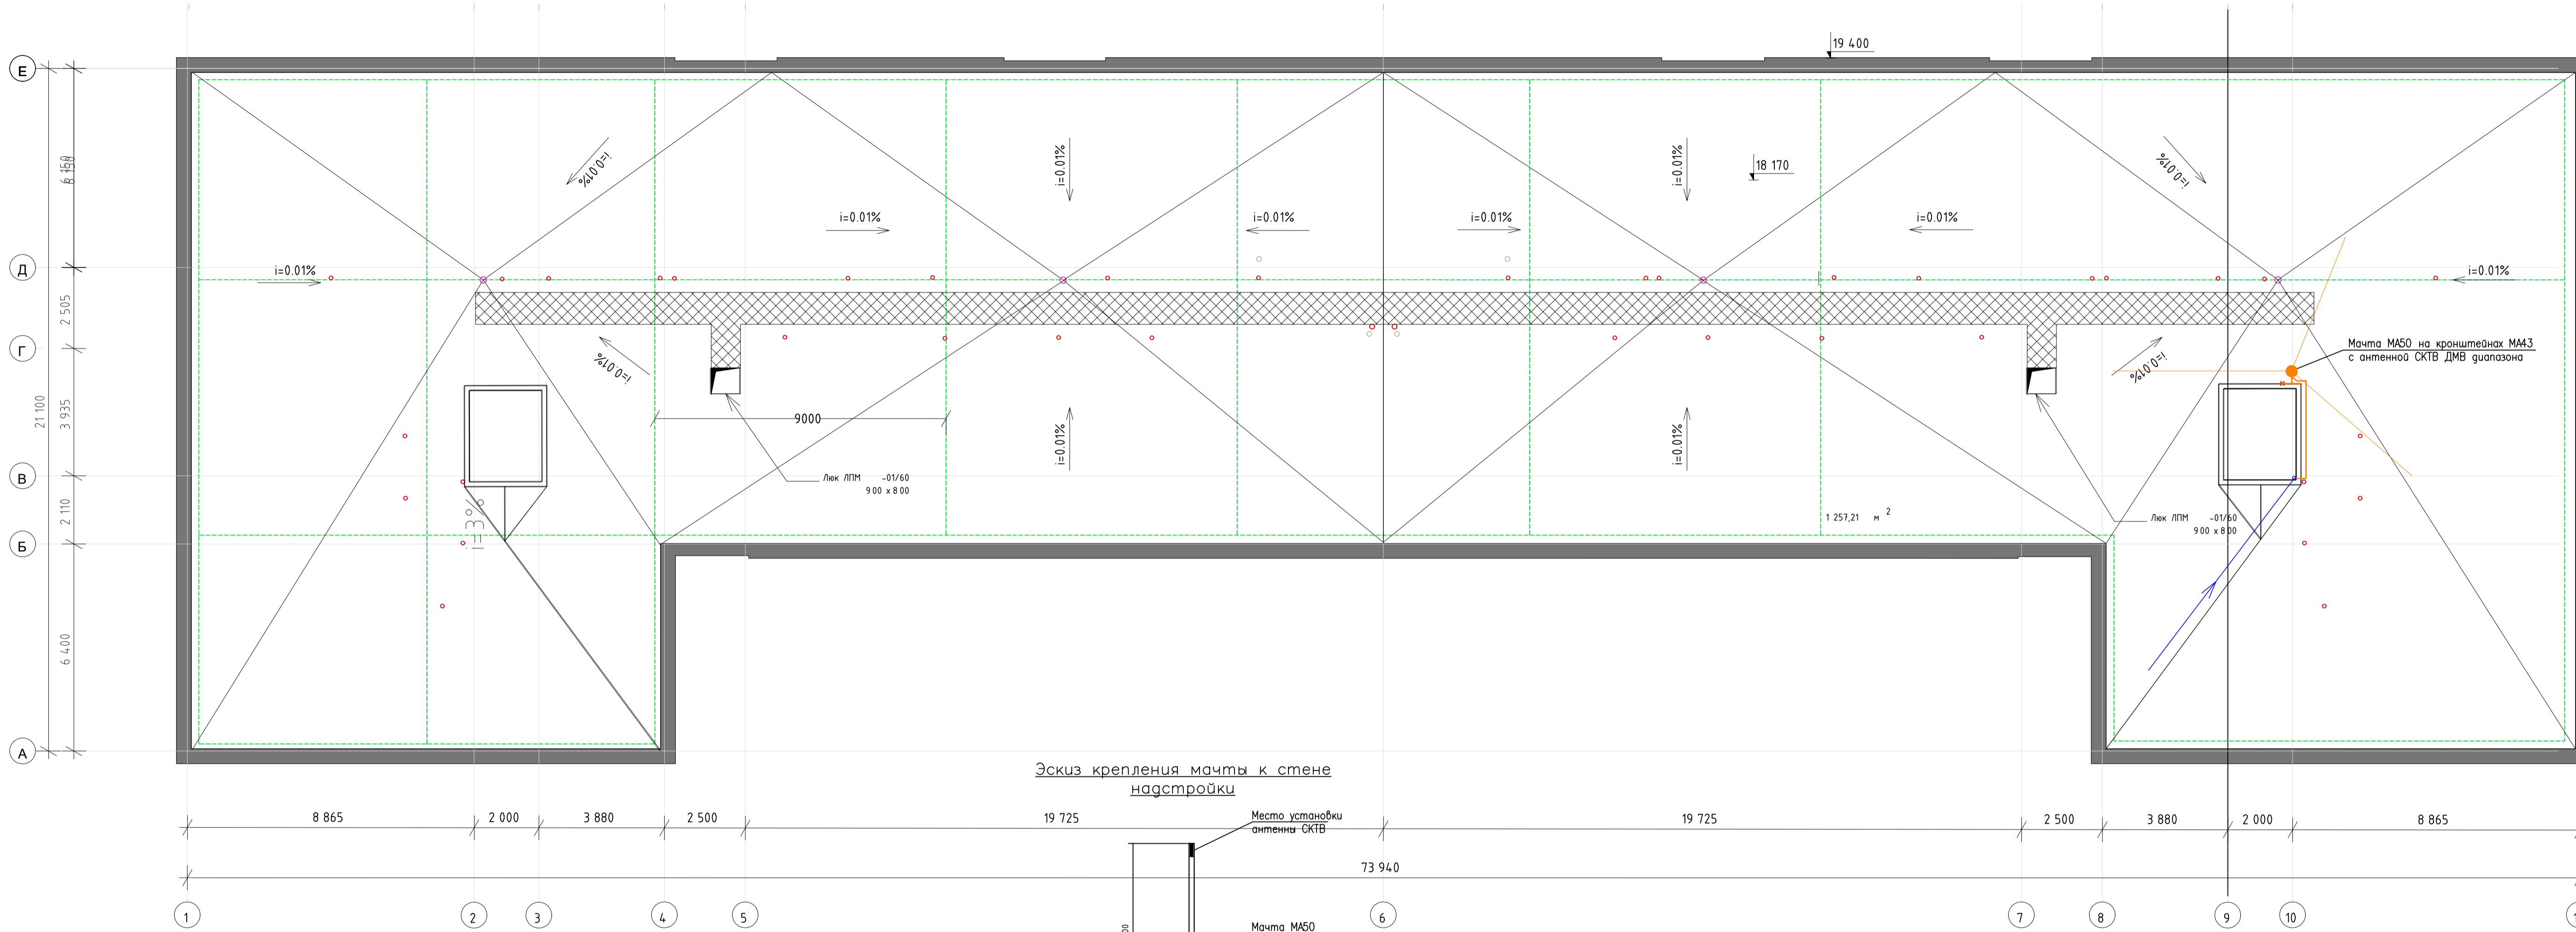 19 400
Е
6 150
6 150
i=0.01%
i=0.01%
i=0.01%
18 170
i=0.01%
i=0.01%
i=0.01%
i=0.01%
i=0.01%
Д
i=0.01%
i=0.01%
2 505
Г
i=0.01%
i=0.01%
Мачта МА50 на кронштейнах МА43
с антенной СКТВ ДМВ диапазона
21 100
3 935
9000
i=0.01%
i=0.01%
В
Люк ЛПМ -01/60
900 х 800
2 110
i=3%
1 257,21 м 2
Люк ЛПМ -01/60
900 х 800
Б
6 400
А
Эскиз крепления мачты к стене
надстройки
8 865
2 000
3 880
2 500
19 725
19 725
2 500
3 880
2 000
8 865
Место установки
антенны СКТВ
73 940
1
2
3
4
5
6
7
8
9
10
Мачта МА50